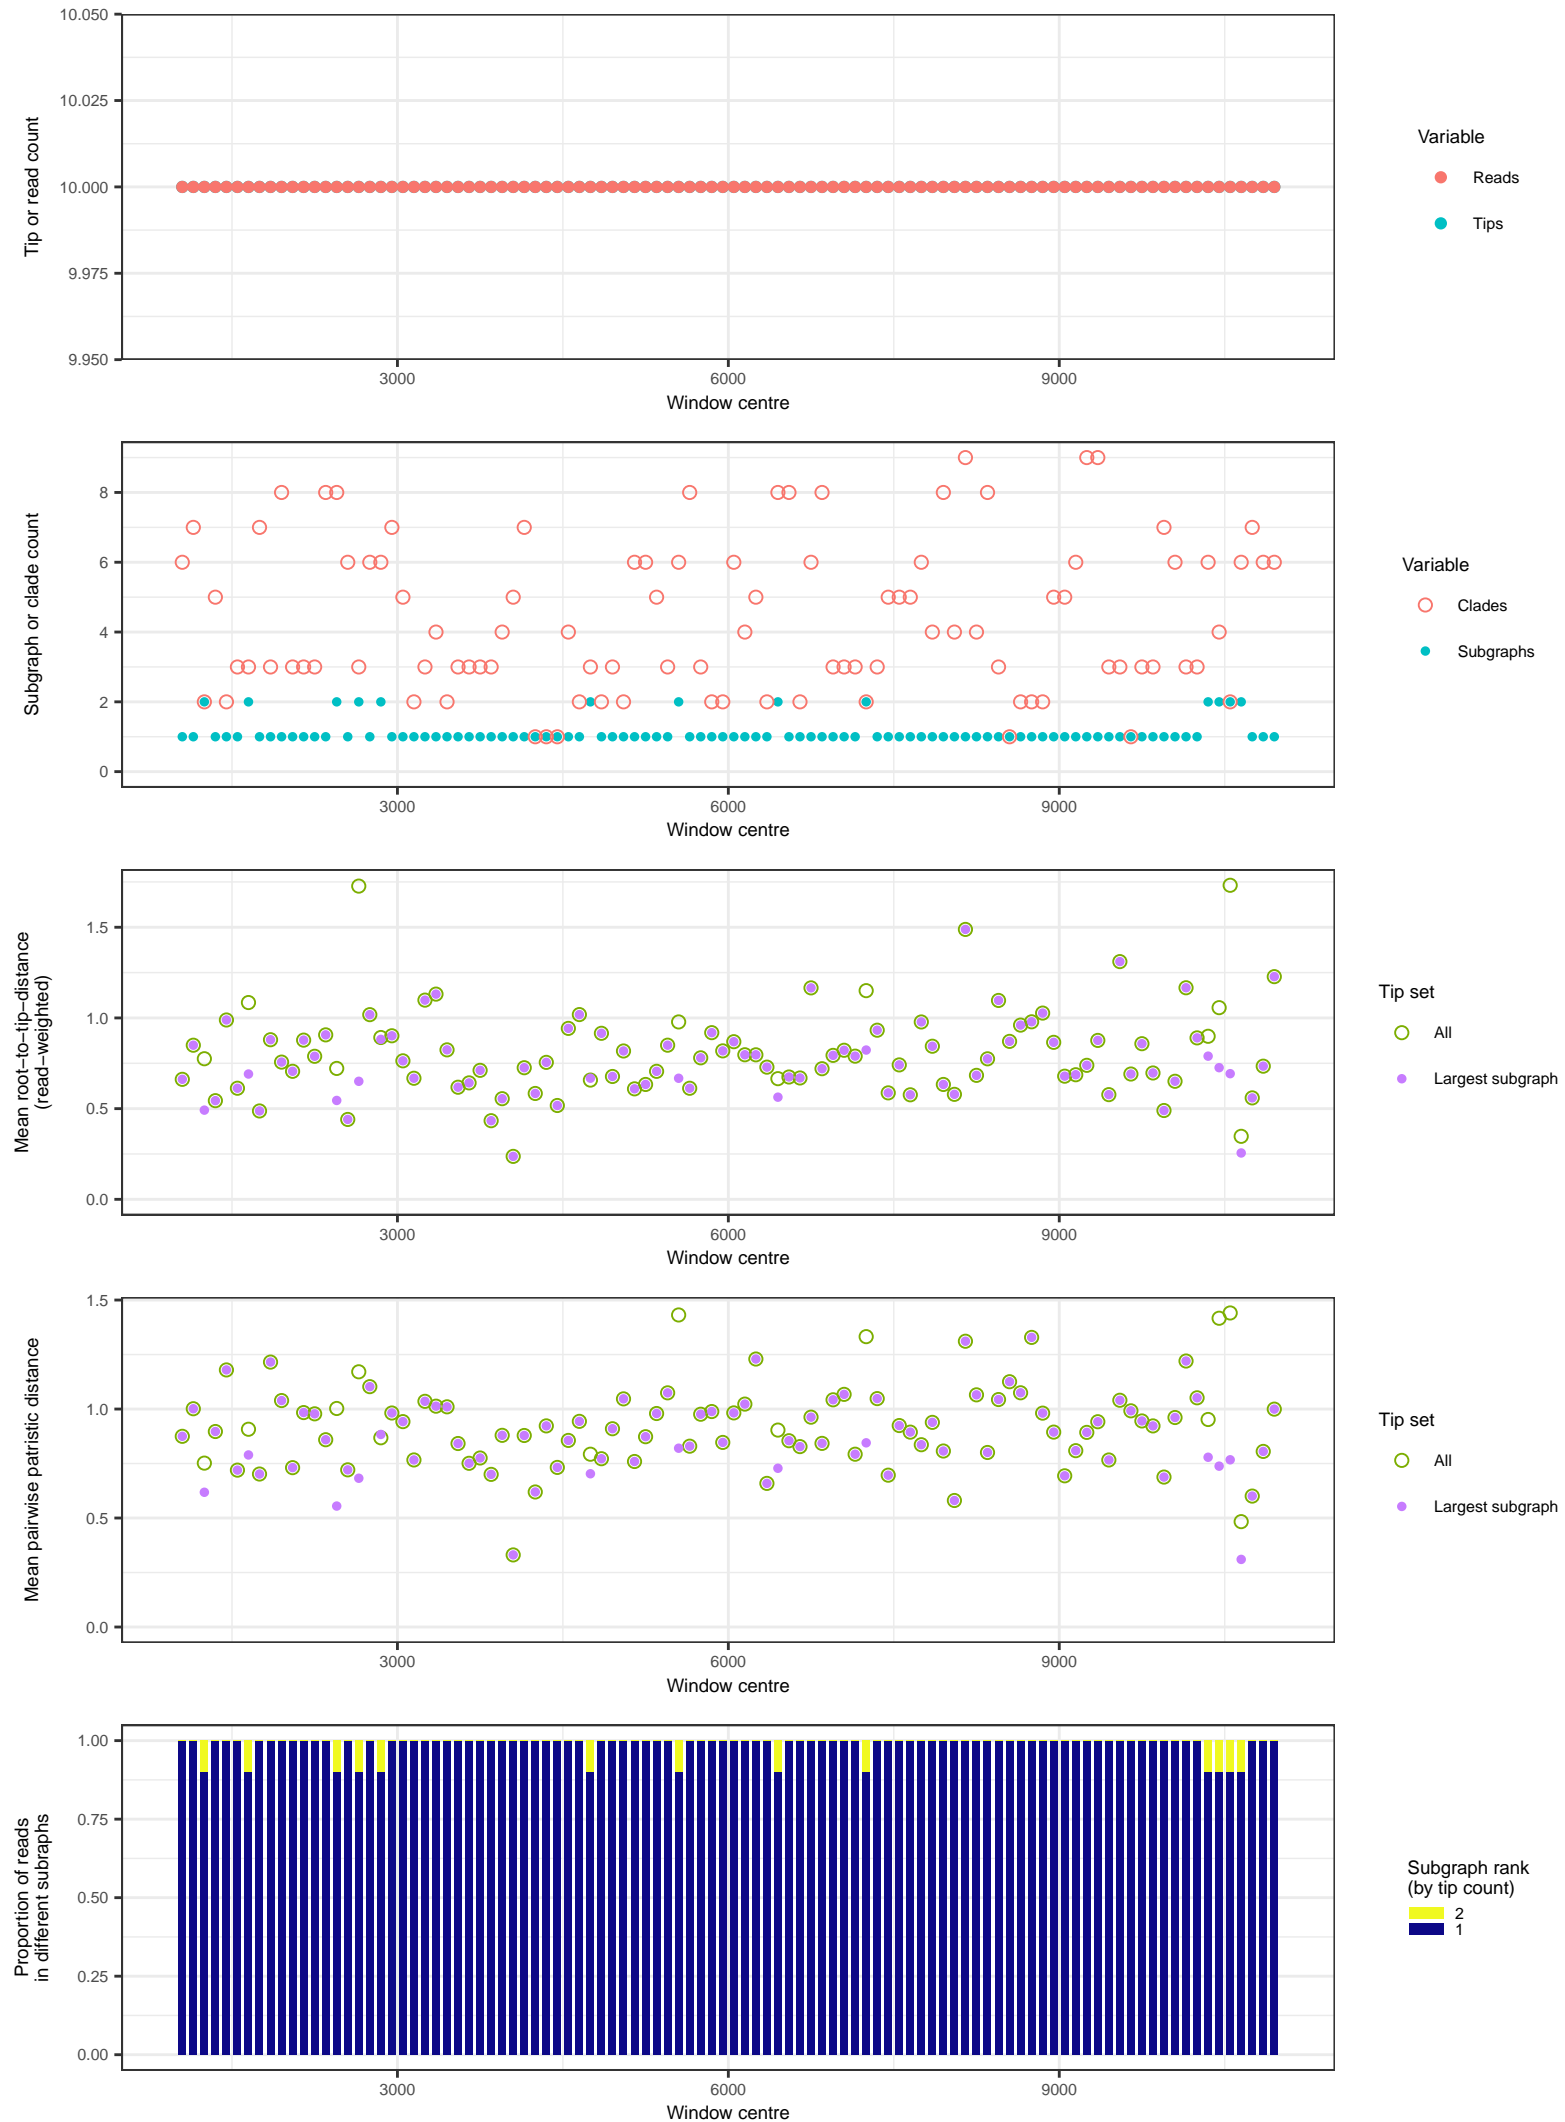 10.050
10.025
10.000
9.975
9.950
Tip or read count
3000
6000
9000
Window centre
Variable
Reads
Tips
8
6
4
2
0
Subgraph or clade count
3000
6000
9000
Window centre
Variable
Clades
Subgraphs
1.5
1.0
0.5
0.0
Mean root−to−tip−distance
(read−weighted)
3000
6000
9000
Window centre
Tip set
All
Largest subgraph
1.5
1.0
0.5
0.0
Mean pairwise patristic distance
3000
6000
9000
Window centre
Tip set
All
Largest subgraph
1.00
0.75
0.50
0.25
0.00
Proportion of reads
in different subraphs
3000
6000
9000
Window centre
Subgraph rank
(by tip count)
2
1